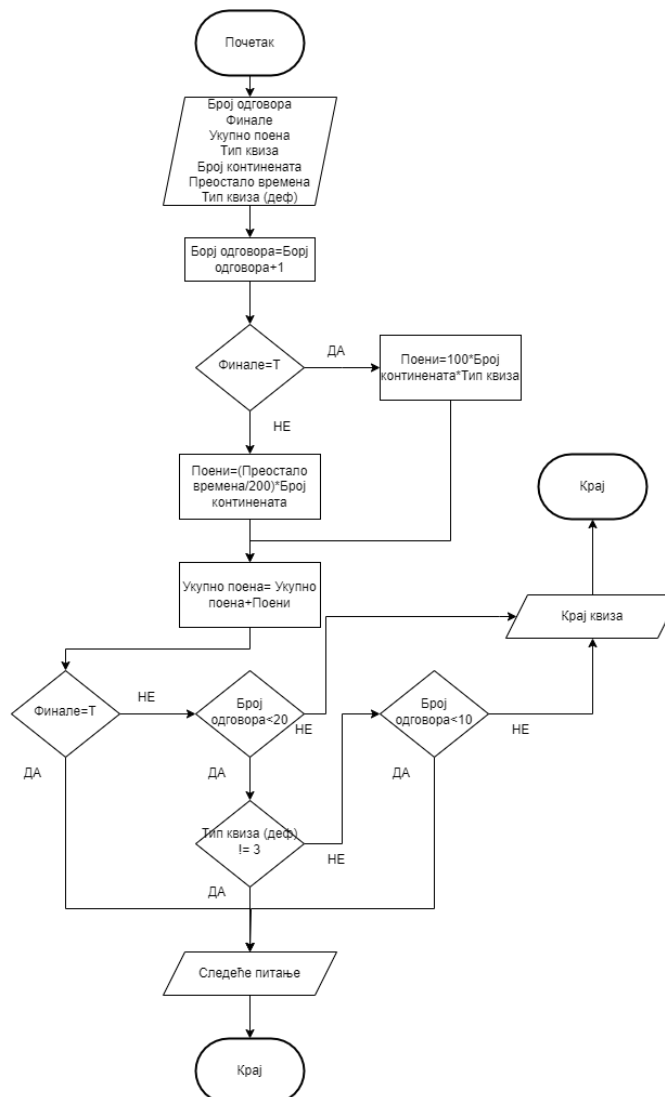 Почетак
Број одговора
Финале
Укупно поена
Тип квиза
Број континената
Преостало времена
Тип квиза (деф)
Борј одговора=Борј
одговора+1
Финале=Т
ДА
Поени=100*Број
континената*Тип квиза
НЕ
Поени=(Преостало
времена/200)*Број
континената
Крај
Укупно поена= Укупно
поена+Поени
Крај квиза
Финале=Т
НЕ
Број
одговора<20
НЕ
Број
одговора<10
НЕ
ДА
ДА
ДА
Тип квиза (деф)
!= 3
НЕ
ДА
Следеће питање
Крај